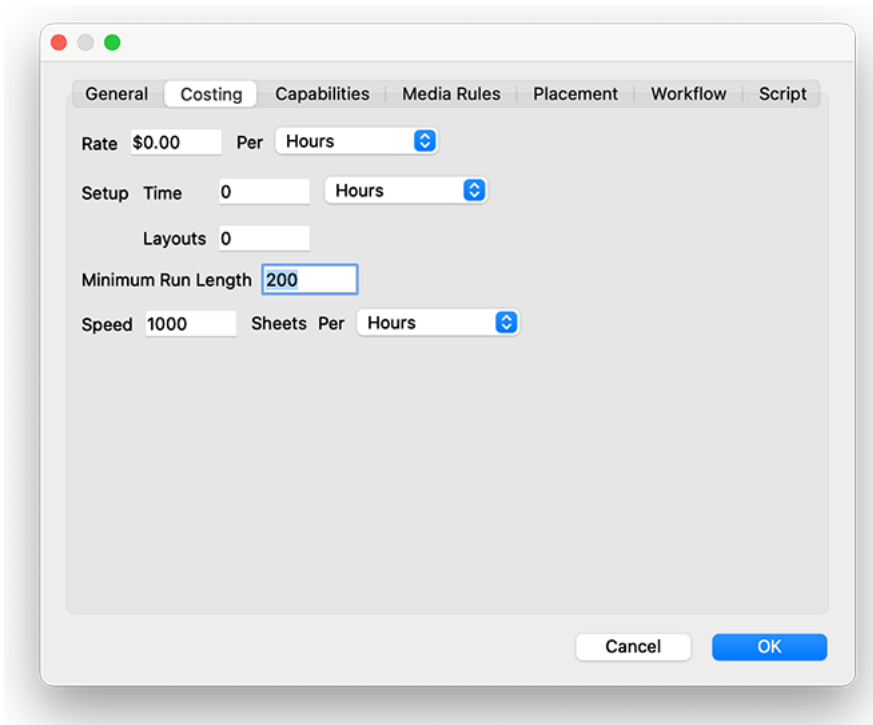 General Costing Capabilities Media Rules Placement Workflow Script
Rate $0.00 Per Hours
Setup Time 0 Hours
Layouts 0
Minimum Run Length 200
Speed 1000 Sheets Per Hours
Cancel OK